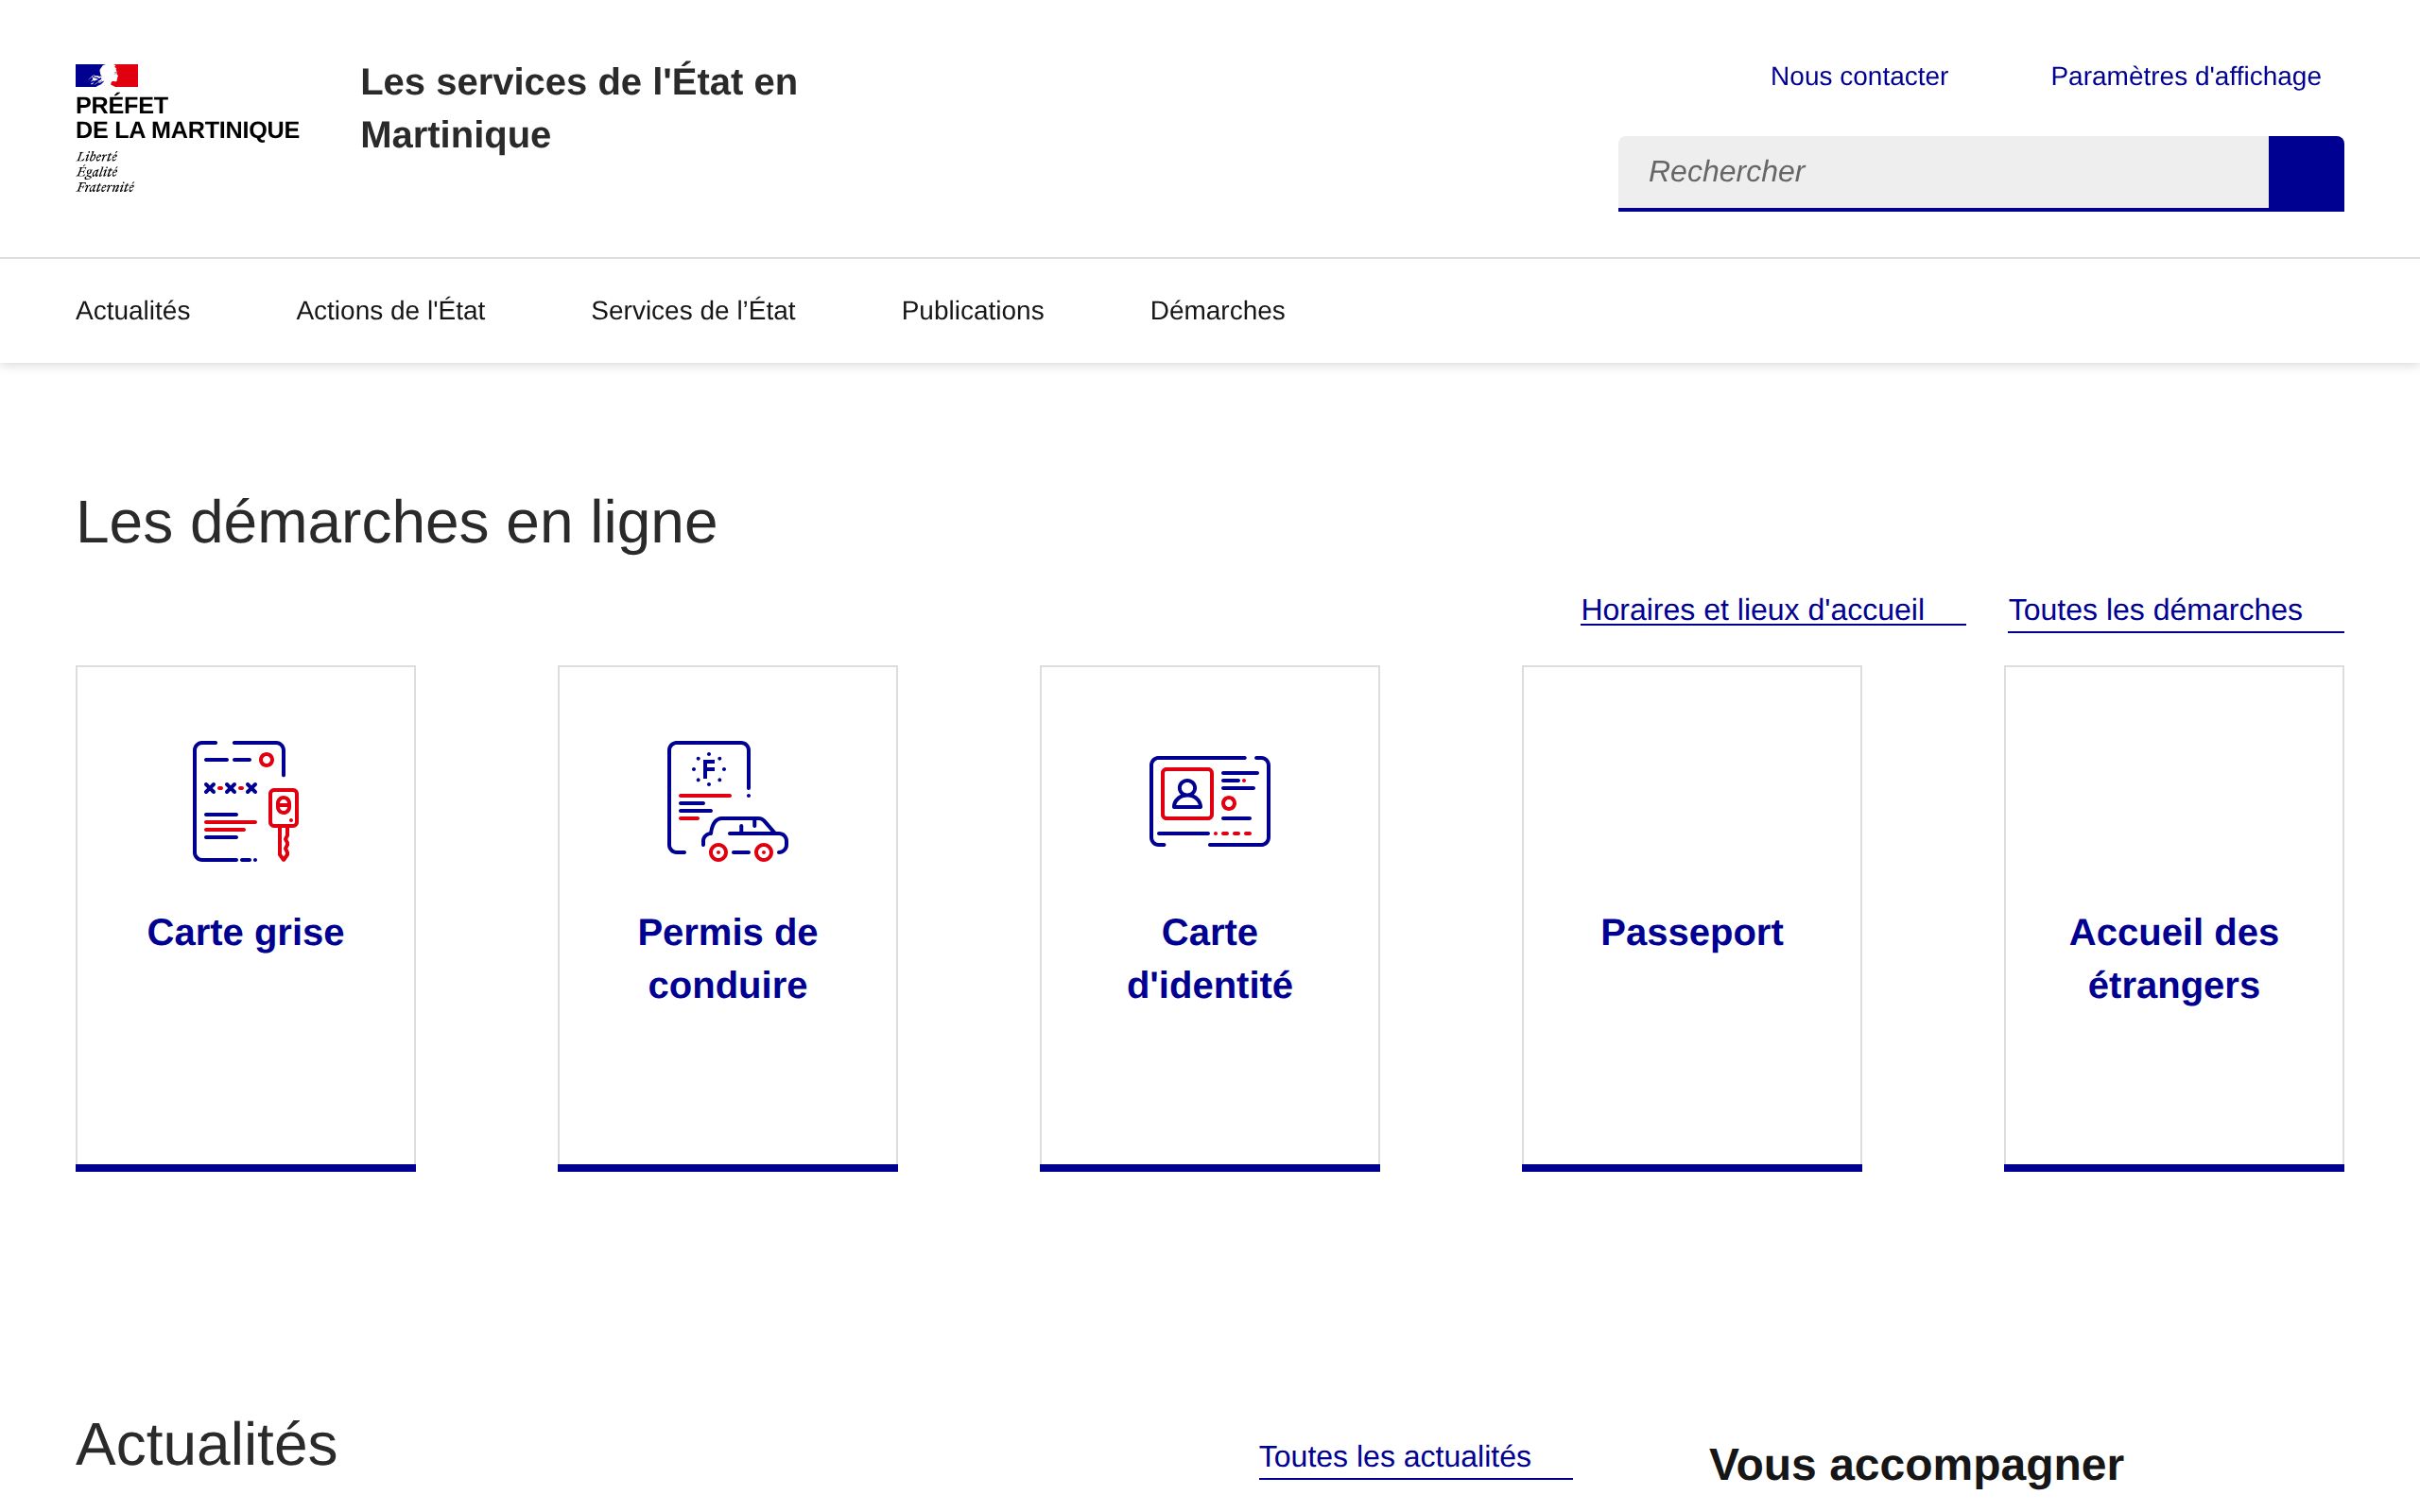 PRÉFET
DE LA MARTINIQUE
Liberté
Égalité
Fraternité
Les services de l'État en
Martinique
Nous contacter
Paramètres d'affichage
Rechercher
Actualités
Actions de l'État
Services de l’État
Publications
Démarches
Les démarches en ligne
Horaires et lieux d'accueil
Toutes les démarches
F
Carte grise
Permis de
conduire
Carte
d'identité
Passeport
Accueil des
étrangers
Actualités
Toutes les actualités
Vous accompagner